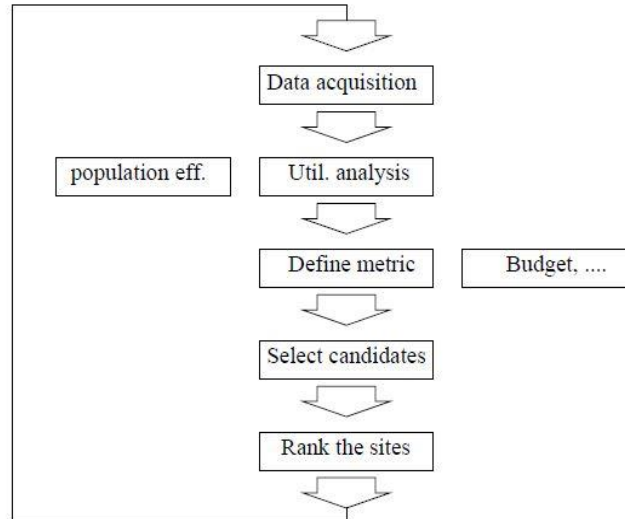 Data acquisition
population eff.
Util. analysis
Define metric
Budget, ....
Select candidates
Rank the sites